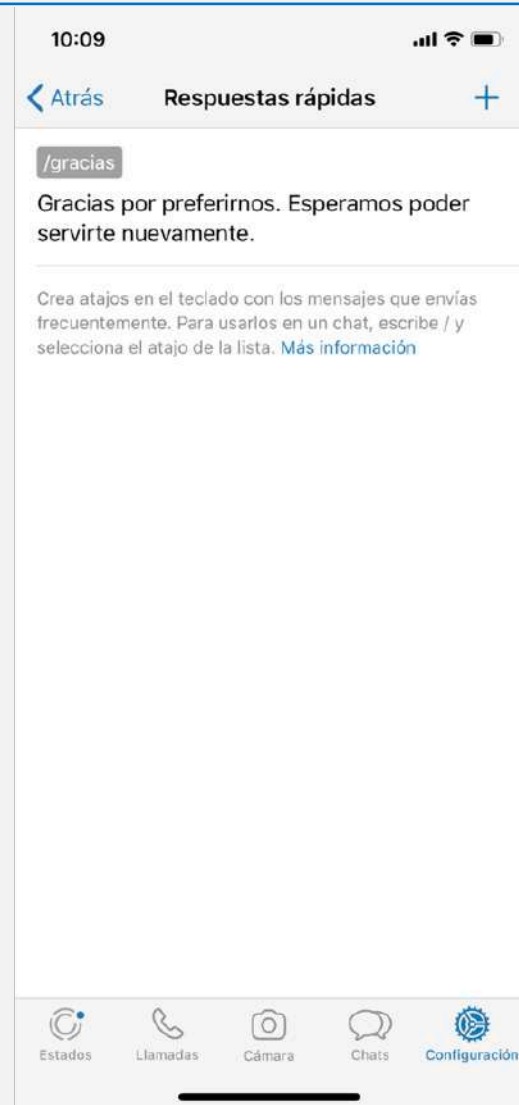 10:09
Atrás
Respuestas rápidas
/gracias
Gracias por preferirnos. Esperamos poder
servirte nuevamente.
Crea atajos en el teclado con los mensajes que envías
frecuentemente. Para usarlos en un chat, escribe / y
selecciona el atajo de la lista. Más información
Estados
Llamadas
Cámara
Chats
Configuración